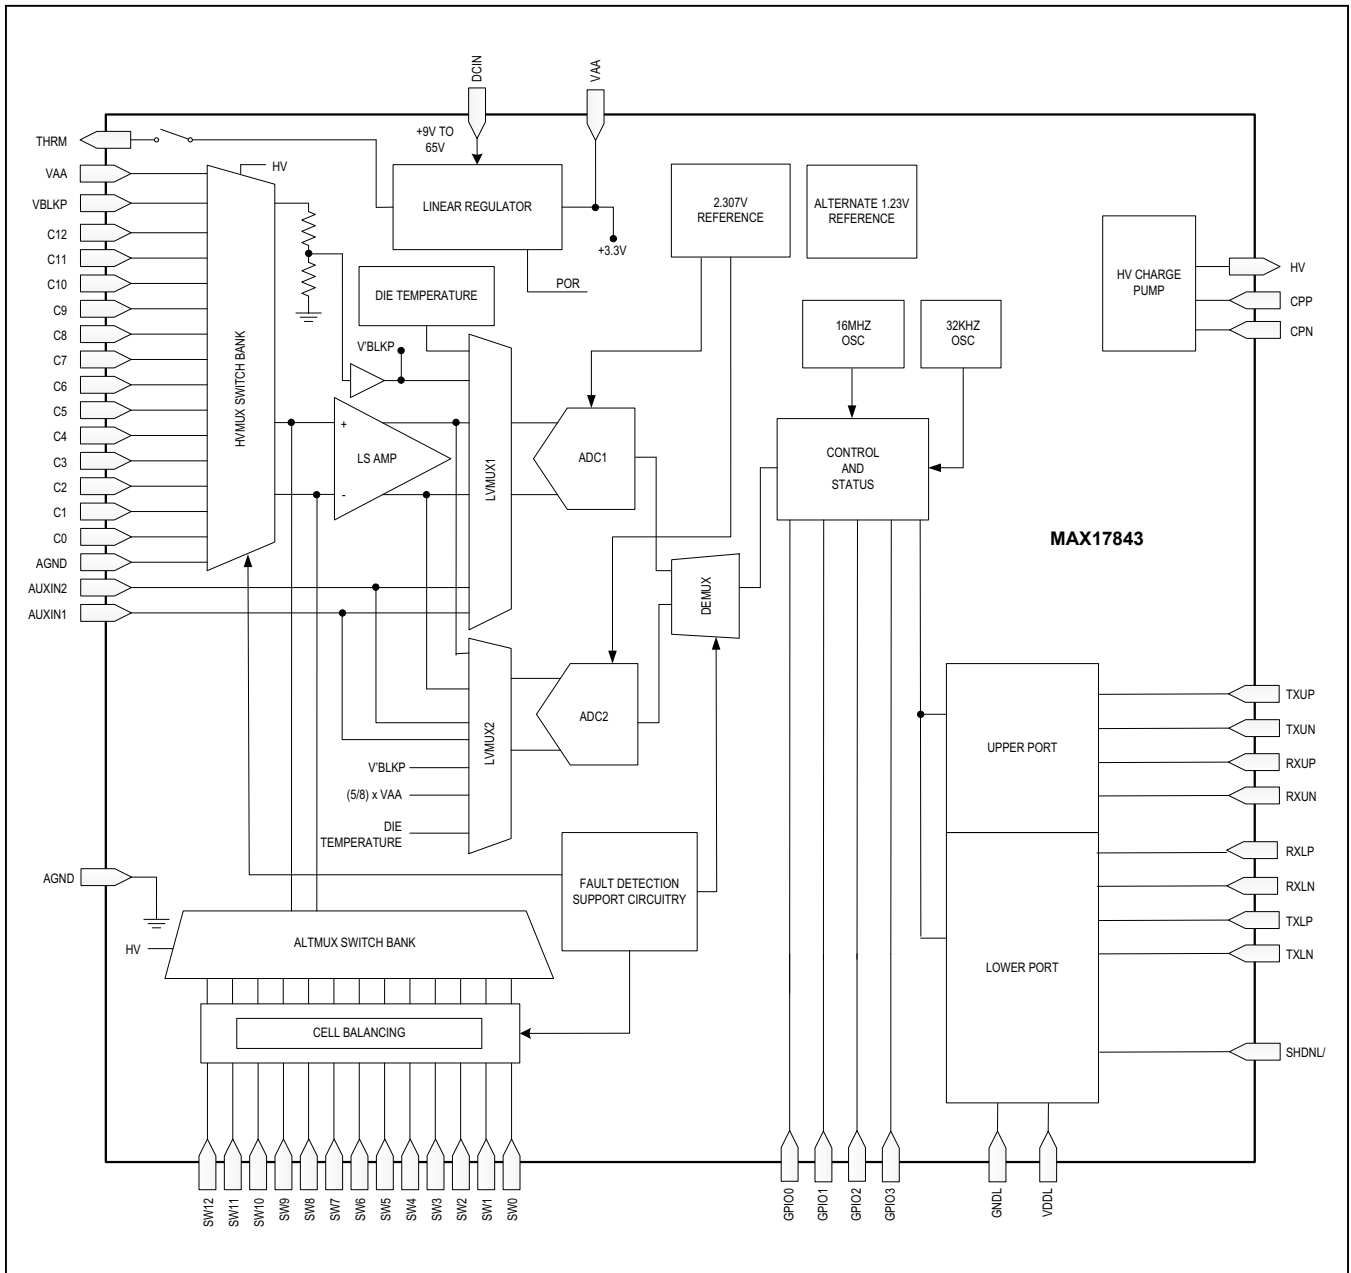 DCIN
VAA
THRM
+9V TO
65V
VAA
HV
VBLKP
LINEAR REGULATOR
2.307V
REFERENCE
ALTERNATE 1.23V
REFERENCE
C12
+3.3V
C11
HV CHARGE
PUMP
HV
C10
POR
DIE TEMPERATURE
CPP
C9
C8
16MHZ
OSC
32KHZ
OSC
CPN
C7
V'BLKP
C6
C5
HVMUX SWITCH BANK
C4
+
LS AMP
-
LVMUX1
ADC1
CONTROL
AND
STATUS
C3
C2
C1
C0
MAX17843
AGND
AUXIN2
DEMUX
AUXIN1
TXUP
ADC2
LVMUX2
TXUN
UPPER PORT
V'BLKP
RXUP
(5/8) x VAA
RXUN
DIE
TEMPERATURE
RXLP
AGND
FAULT DETECTION
SUPPORT CIRCUITRY
RXLN
TXLP
HV
ALTMUX SWITCH BANK
TXLN
LOWER PORT
CELL BALANCING
SHDNL/
SW12
SW11
SW10
SW9
SW8
SW7
SW6
SW5
SW4
SW3
SW2
SW1
SW0
GPIO0
GPIO1
GPIO2
GPIO3
GNDL
VDDL